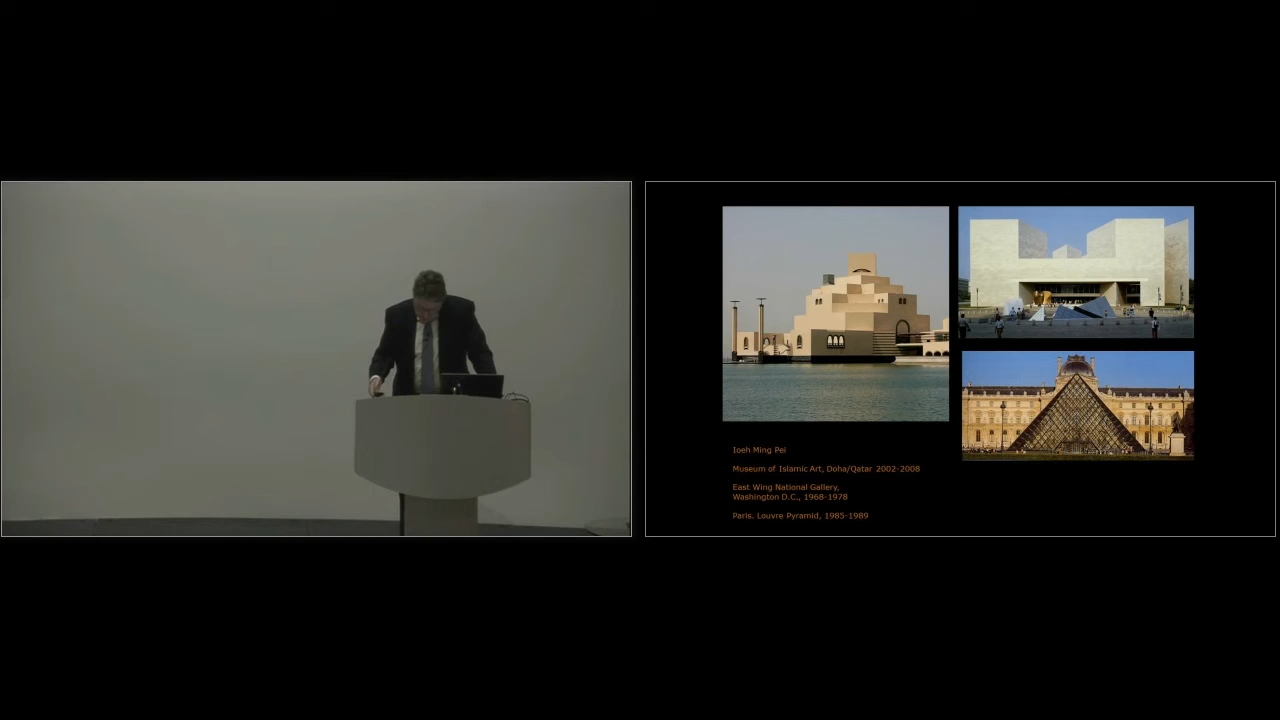 Ioeh Ming Pei
Museum of Islamic Art, Doha/Qatar 2002-2008
East Wing National Gallery,
Washington D.C., 1968-1978
Paris. Louvre Pyramid, 1985-1989